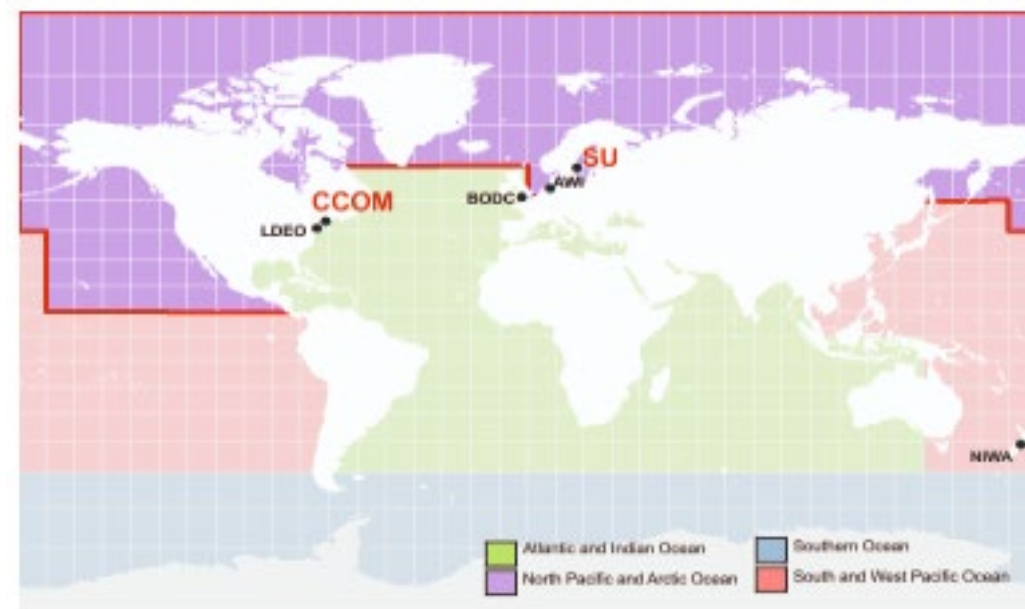 SU
AWI
BODC
CCOM
LDEO
NIWA
Atlantic and Indian Ocean
Southern Ocean
North Pacific and Arctic Ocean
South and West Pacific Ocean